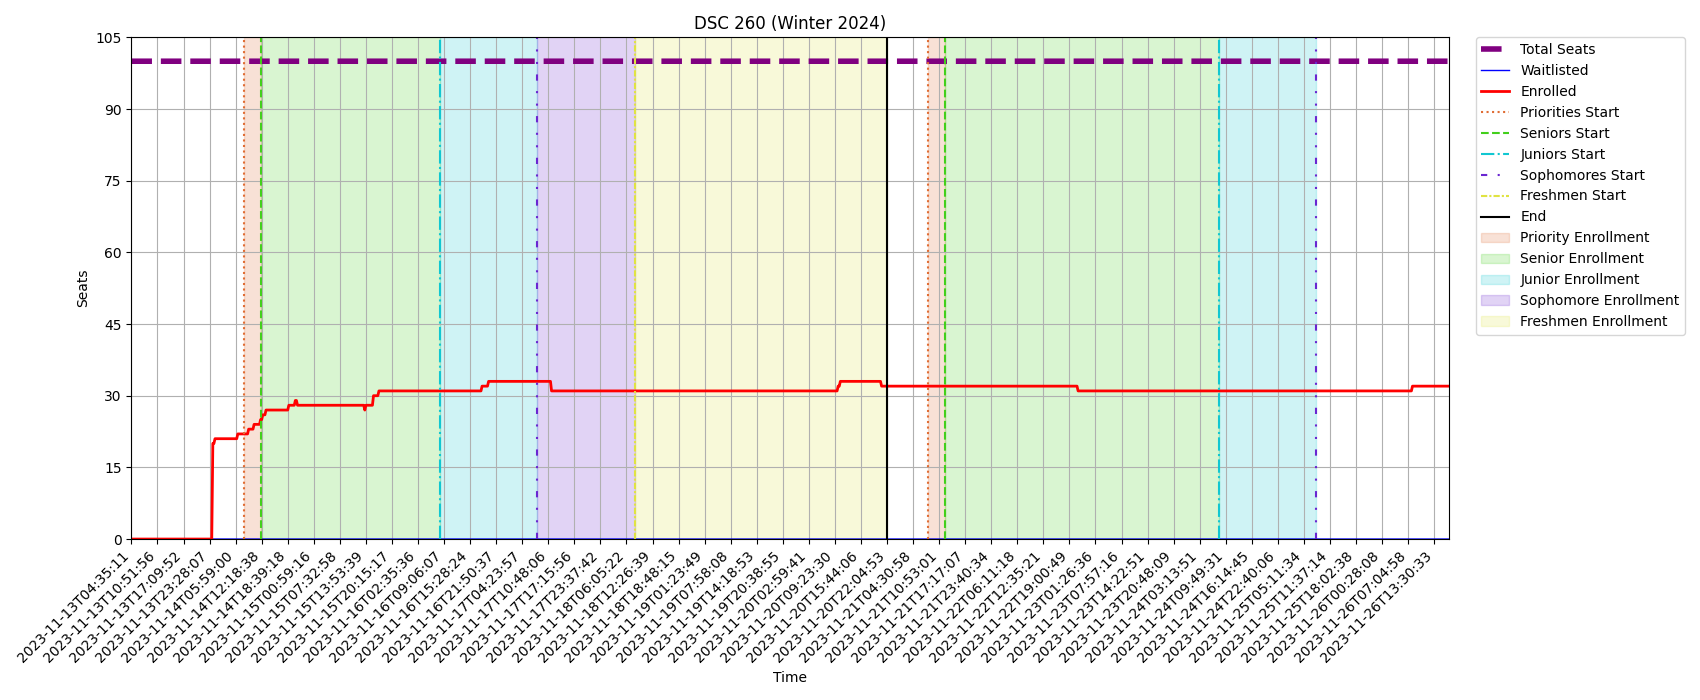 DSC 260 (Winter 2024)
105
90
75
60
45
30
15
0
Seats
2023-11-13T04:35:11
2023-11-13T10:51:56
2023-11-13T17:09:52
2023-11-13T23:28:07
2023-11-14T05:59:00
2023-11-14T12:18:38
2023-11-14T18:39:18
2023-11-15T00:59:16
2023-11-15T07:32:58
2023-11-15T13:53:39
2023-11-15T20:15:17
2023-11-16T02:35:36
2023-11-16T09:06:07
2023-11-16T15:28:24
2023-11-16T21:50:37
2023-11-17T04:23:57
2023-11-17T10:48:06
2023-11-17T17:15:56
2023-11-17T23:37:42
2023-11-18T06:05:22
2023-11-18T12:26:39
2023-11-18T18:48:15
2023-11-19T01:23:49
2023-11-19T07:58:08
2023-11-19T14:18:53
2023-11-19T20:38:55
2023-11-20T02:59:41
2023-11-20T09:23:30
2023-11-20T15:44:06
2023-11-20T22:04:53
2023-11-21T04:30:58
2023-11-21T10:53:01
2023-11-21T17:17:07
2023-11-21T23:40:34
2023-11-22T06:11:18
2023-11-22T12:35:21
2023-11-22T19:00:49
2023-11-23T01:26:36
2023-11-23T07:57:16
2023-11-23T14:22:51
2023-11-23T20:48:09
2023-11-24T03:13:51
2023-11-24T09:49:31
2023-11-24T16:14:45
2023-11-24T22:40:06
2023-11-25T05:11:34
2023-11-25T11:37:14
2023-11-25T18:02:38
2023-11-26T00:28:09
2023-11-26T07:04:58
2023-11-26T13:30:33
Time
Total Seats
Waitlisted
Enrolled
Priorities Start
Seniors Start
Juniors Start
Sophomores Start
Freshmen Start
End
Priority Enrollment
Senior Enrollment
Junior Enrollment
Sophomore Enrollment
Freshmen Enrollment